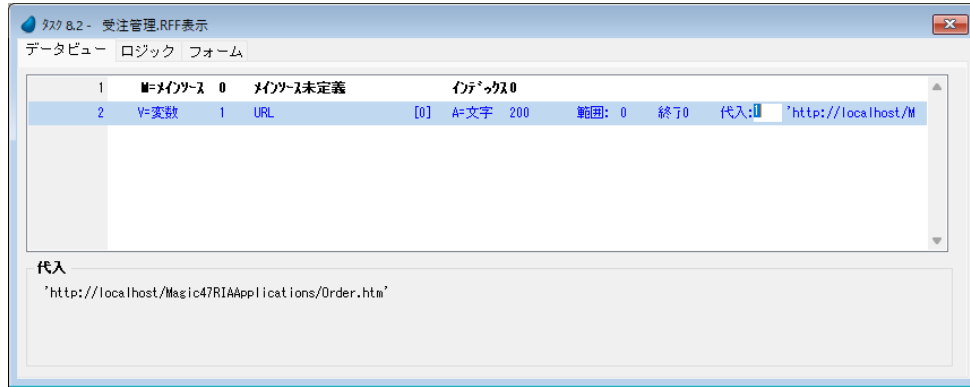 ﾀｽｸ 8.2 - 受注管理.RFF表示
データビュー ロジック フォーム
1 M=ﾒｲﾝｿｰｽ 0 ﾒｲﾝｿｰｽ未定義 ｲﾝﾃﾞｯｸｽ 0
2 V=変数 1 URL [0] A=文字 200 範囲: 0 終了0 代入:1 'http://localhost/M
代入
'http://localhost/Magic47RIAApplications/Order.htm'